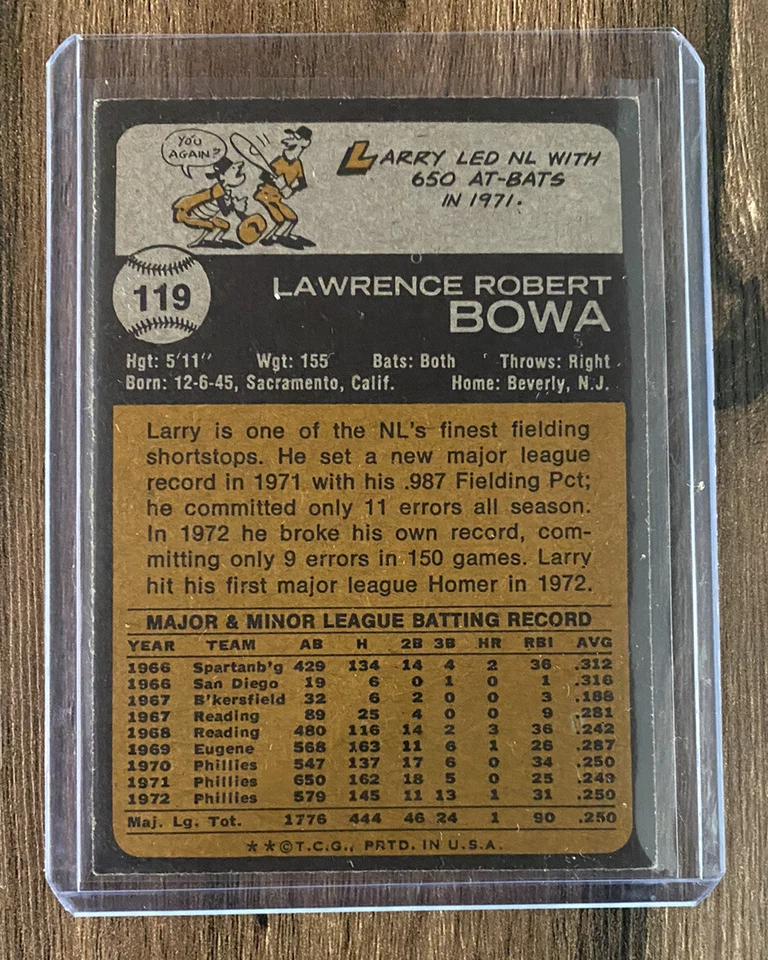 YOU
AGAIN?
LARRY LED NL WITH
650 AT-BATS
IN 1971.
119
LAWRENCE ROBERT
BOWA
Hgt: 5'11" Wgt: 155 Bats: Both Throws: Right
Born: 12-6-45, Sacramento, Calif. Home: Beverly, N.J.
Larry is one of the NL's finest fielding
shortstops. He set a new major league
record in 1971 with his .987 Fielding Pct;
he committed only 11 errors all season.
In 1972 he broke his own record, com-
mitting only 9 errors in 150 games. Larry
hit his first major league Homer in 1972.
MAJOR & MINOR LEAGUE BATTING RECORD
YEAR TEAM AB H 2B 3B HR RBI AVG
1966 Spartanb'g 429 134 14 4 2 36 .312
1966 San Diego 19 6 0 1 0 1 .316
1967 B'kersfield 32 6 2 0 0 3 .188
1967 Reading 89 25 4 0 0 9 .281
1968 Reading 480 116 14 2 3 36 .242
1969 Eugene 568 163 11 6 1 26 .287
1970 Phillies 547 137 17 6 0 34 .250
1971 Phillies 650 162 18 5 0 25 .249
1972 Phillies 579 145 11 13 1 31 .250
Maj. Lg. Tot. 1776 444 46 24 1 90 .250
**©T.C.G., PRTD. IN U.S.A.